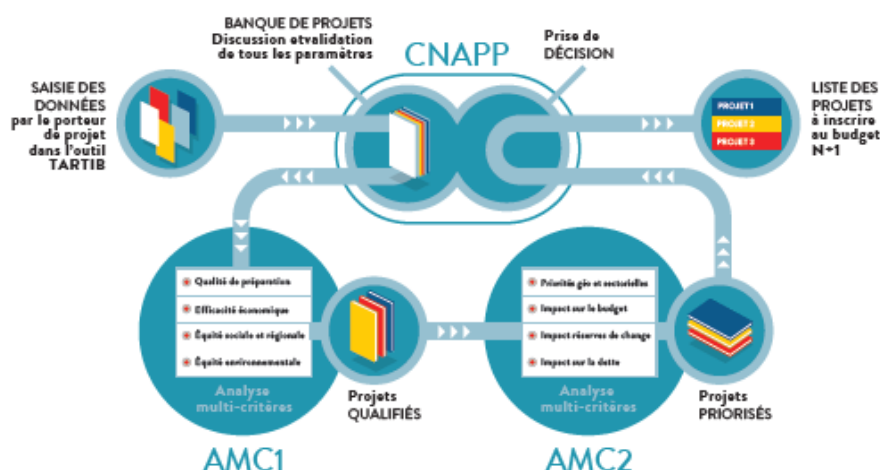 BANQUE DE PROJETS
Discussion etvalidation
de tous les paramètres
CNAPP
Prise de
DÉCISION
SAISIE DES
DONNÉES
par le porteur
de projet
dans l'outil
TARTIB
PROJET 1
PROJET 2
PROJET 3
LISTE DES
PROJETS
à inscrire
au budget
N+1
Qualité de préparation
Efficacité économique
Équité sociale et régionale
Équité environnementale
Analyse
multi-critères
AMC1
Projets
QUALIFIÉS
Priorités géo et sectorielles
Impact sur le budget
Impact réserves de change
Impact sur la dette
Analyse
multi-critères
AMC2
Projets
PRIORISÉS